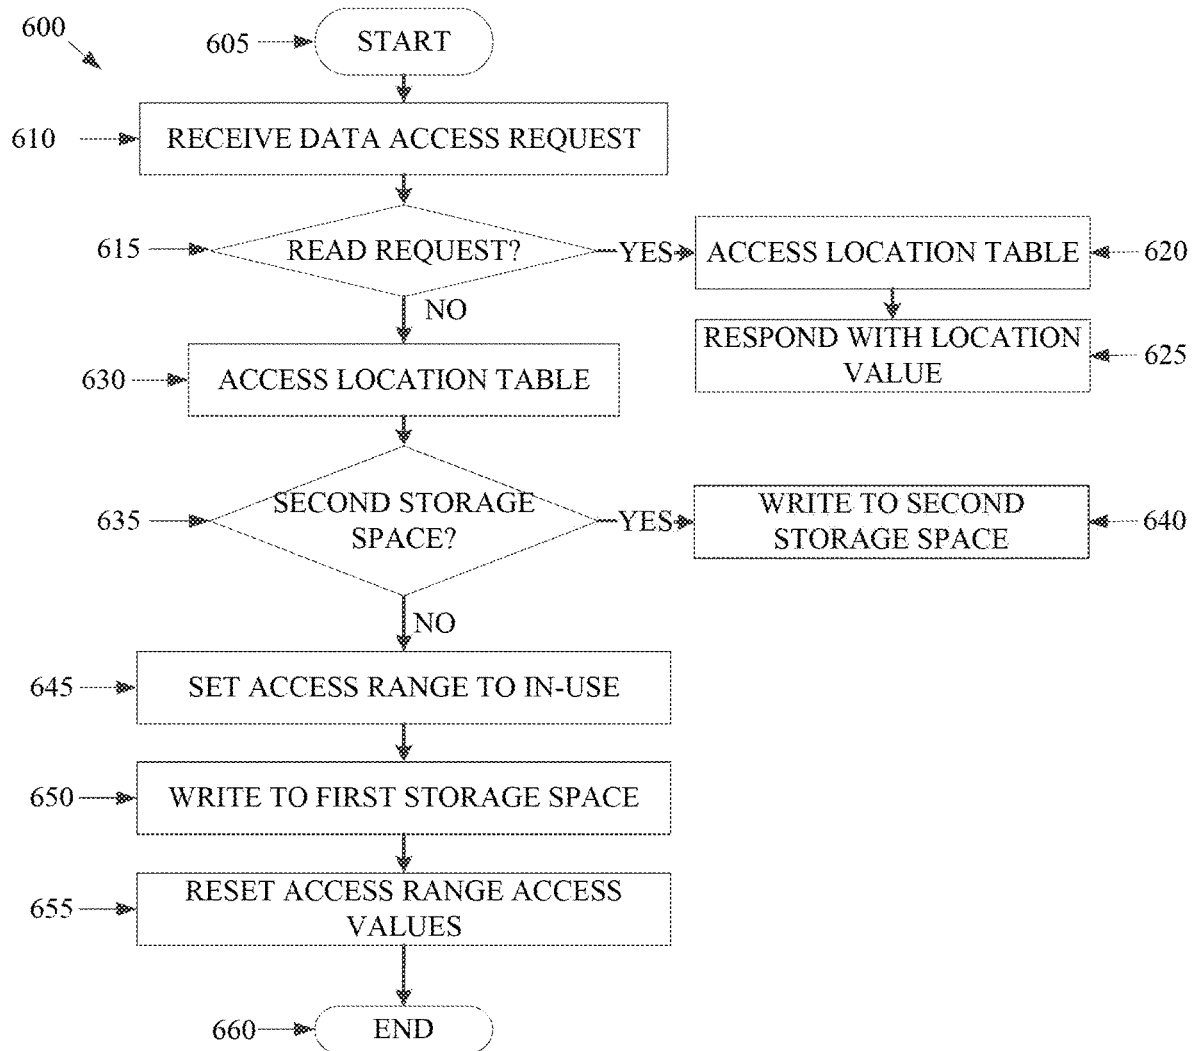 600
605
START
610
RECEIVE DATA ACCESS REQUEST
615
READ REQUEST?
YES
ACCESS LOCATION TABLE
620
NO
RESPOND WITH LOCATION
VALUE
625
630
ACCESS LOCATION TABLE
635
SECOND STORAGE
SPACE?
YES
WRITE TO SECOND
STORAGE SPACE
640
NO
645
SET ACCESS RANGE TO IN-USE
650
WRITE TO FIRST STORAGE SPACE
655
RESET ACCESS RANGE ACCESS
VALUES
660
END